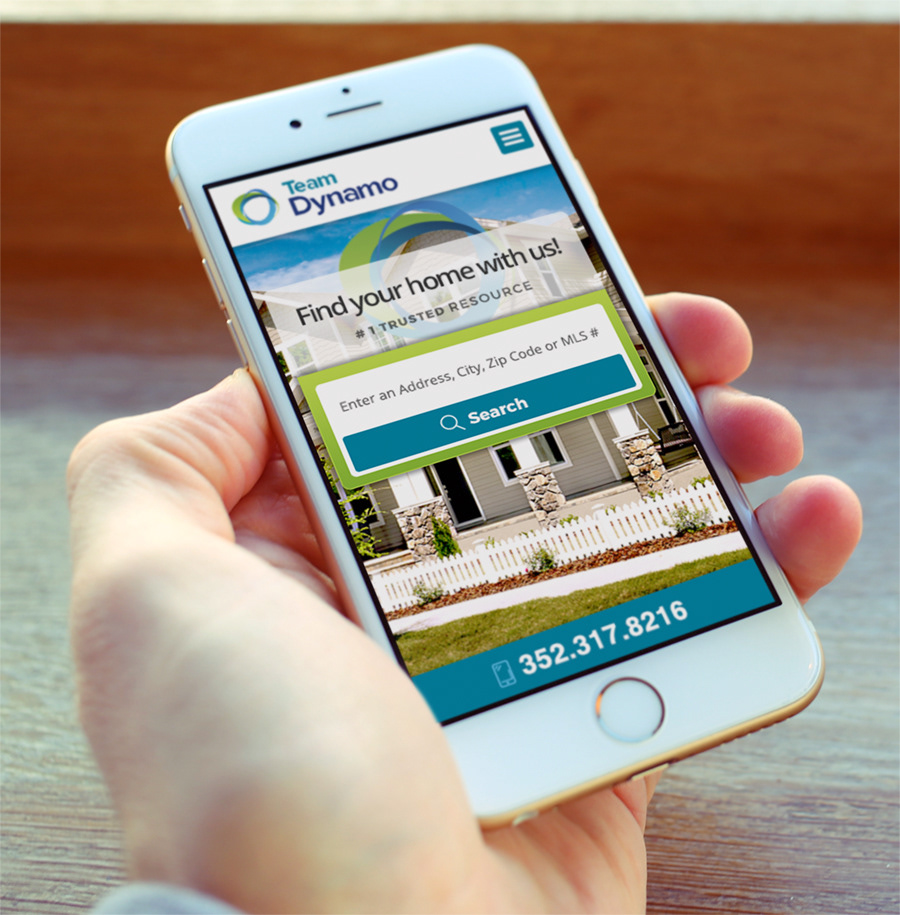 Team
Dynamo
Find your home with us!
# 1 TRUSTED RESOURCE
Enter an Address, City, Zip Code or MLS #
Search
352.317.8216